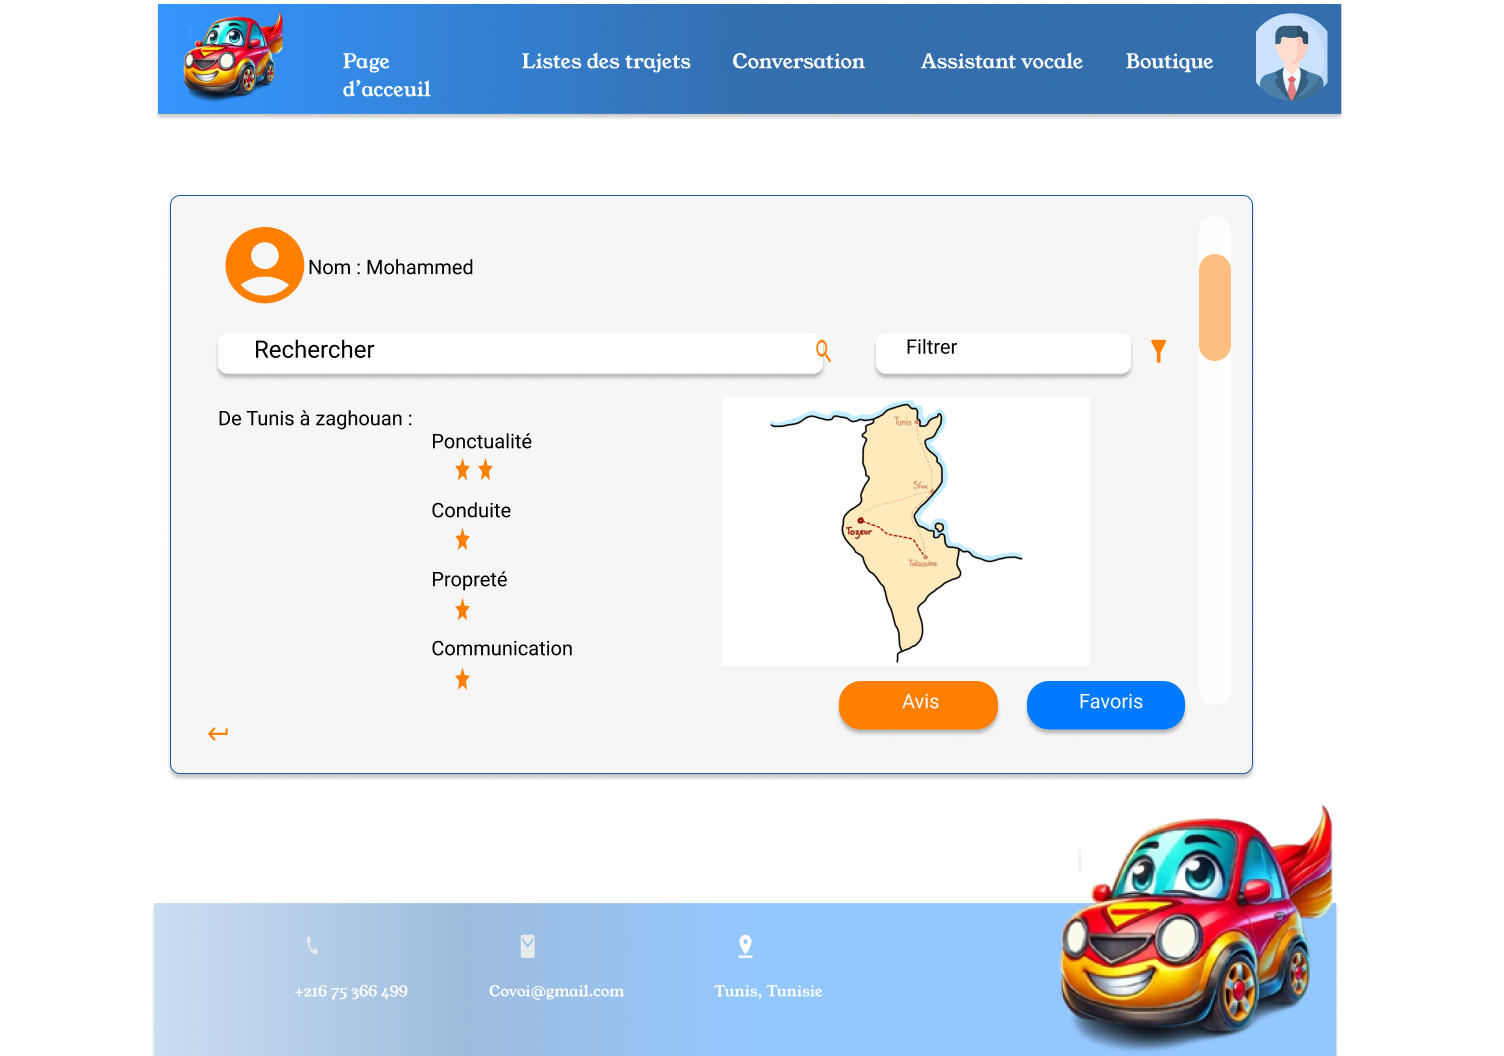 Page
d'acceuil
Listes des trajets
Conversation
Assistant vocale
Boutique
Nom : Mohammed
Rechercher
Filtrer
De Tunis à zaghouan :
Ponctualité
Conduite
Propreté
Communication
Tunis
Sfax
Tozeur
Tataouine
Avis
Favoris
+216 75 366 499
Covoi@gmail.com
Tunis, Tunisie